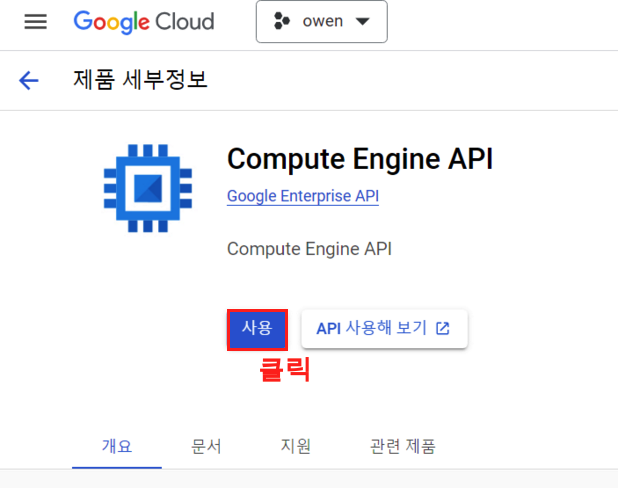 Google Cloud
owen
제품 세부정보
Compute Engine API
Google Enterprise API
Compute Engine API
사용
API 사용해 보기
클릭
개요
문서
지원
관련 제품